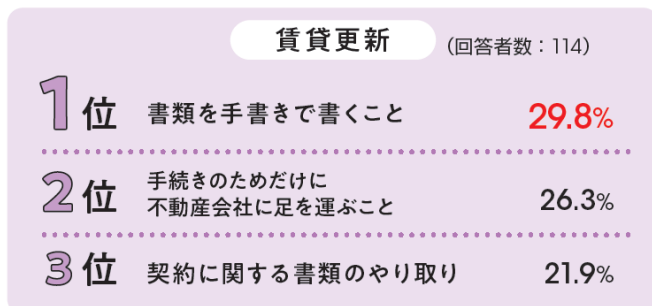 賃貸更新 (回答者数:114)
1位 書類を手書きで書くこと 29.8%
2位 手続きのためだけに
不動産会社に足を運ぶこと 26.3%
3位 契約に関する書類のやり取り 21.9%